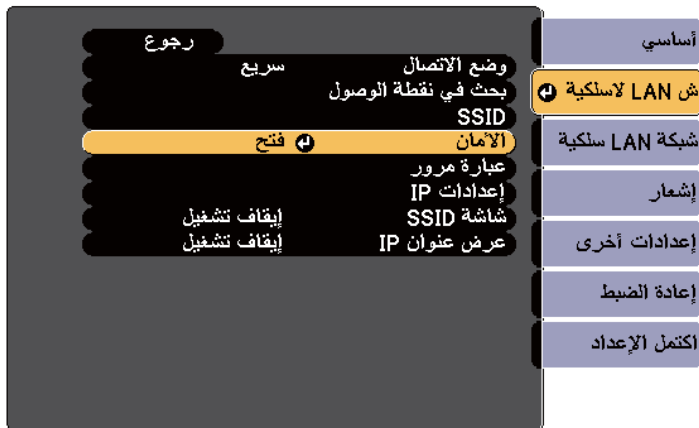 أساسي
ش LAN لاسلكية
شبكة LAN سلكية
إشعار
إعدادات أخرى
إعادة الضبط
اكتمل الإعداد
رجوع
وضع الاتصال سريع
بحث في نقطة الوصول
SSID
الأمان فتح
عبارة مرور
إعدادات IP
شاشة SSID إيقاف تشغيل
عرض عنوان IP إيقاف تشغيل